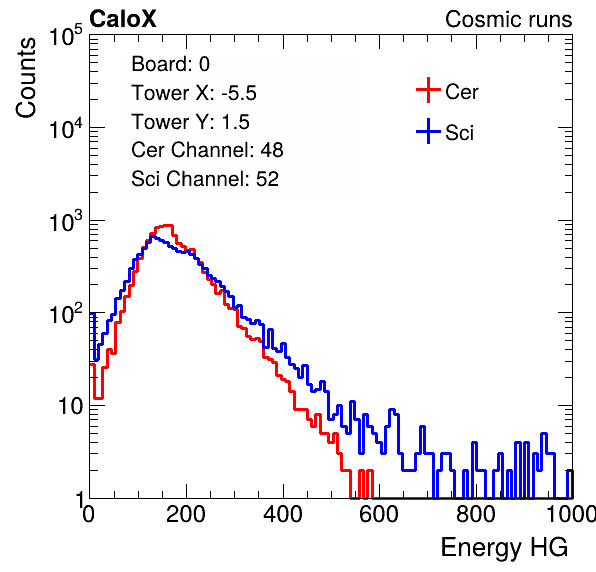 CaloX Cosmic runs
Counts
10^5
10^4
10^3
10^2
10
1
Board: 0
Tower X: -5.5
Tower Y: 1.5
Cer Channel: 48
Sci Channel: 52
Cer
Sci
0 200 400 600 800 1000
Energy HG